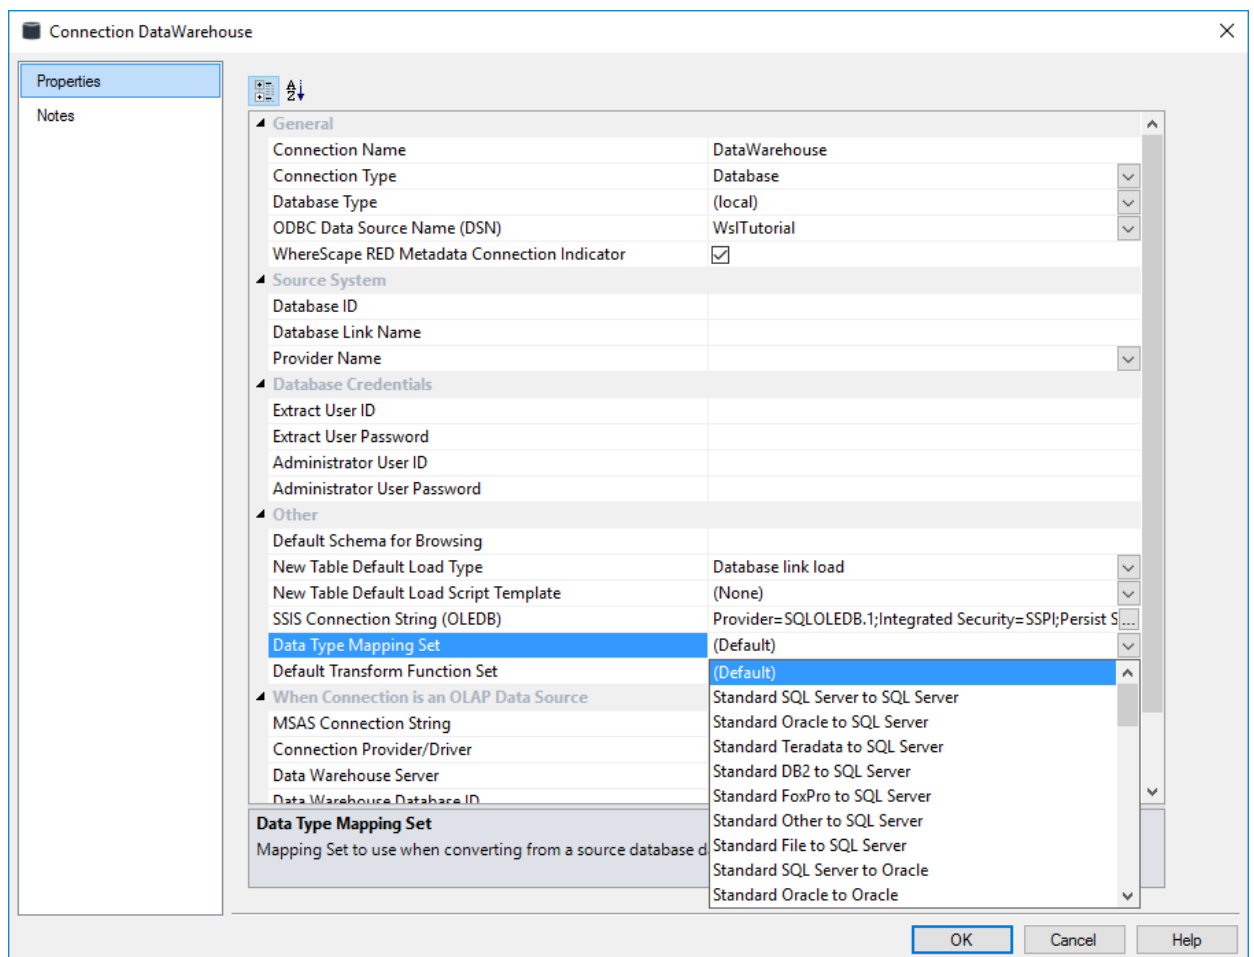 Connection DataWarehouse
Properties
Notes
General
Connection Name DataWarehouse
Connection Type Database
Database Type (local)
ODBC Data Source Name (DSN) WslTutorial
WhereScape RED Metadata Connection Indicator
Source System
Database ID
Database Link Name
Provider Name
Database Credentials
Extract User ID
Extract User Password
Administrator User ID
Administrator User Password
Other
Default Schema for Browsing
New Table Default Load Type Database link load
New Table Default Load Script Template (None)
SSIS Connection String (OLEDB) Provider=SQLOLEDB.1;Integrated Security=SSPI;Persist S...
Data Type Mapping Set (Default)
Default Transform Function Set (Default)
When Connection is an OLAP Data Source Standard SQL Server to SQL Server
MSAS Connection String Standard Oracle to SQL Server
Connection Provider/Driver Standard Teradata to SQL Server
Data Warehouse Server Standard DB2 to SQL Server
Data Warehouse Database ID Standard FoxPro to SQL Server
Data Type Mapping Set Standard Other to SQL Server
Mapping Set to use when converting from a source database d Standard File to SQL Server
Standard SQL Server to Oracle
Standard Oracle to Oracle
OK Cancel Help